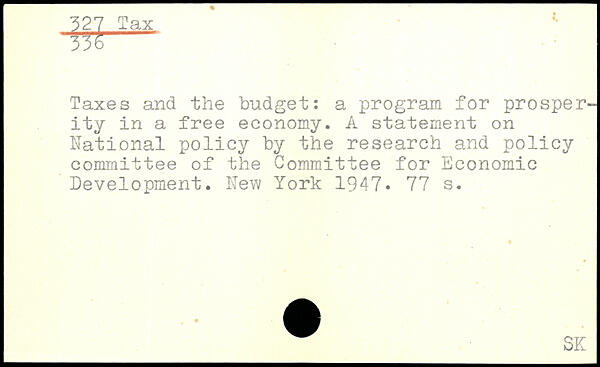 327 Tax
336
Taxes and the budget: a program for prosper-
ity in a free economy. A statement on
National policy by the research and policy
committee of the Committee for Economic
Development. New York 1947. 77 s.
SK